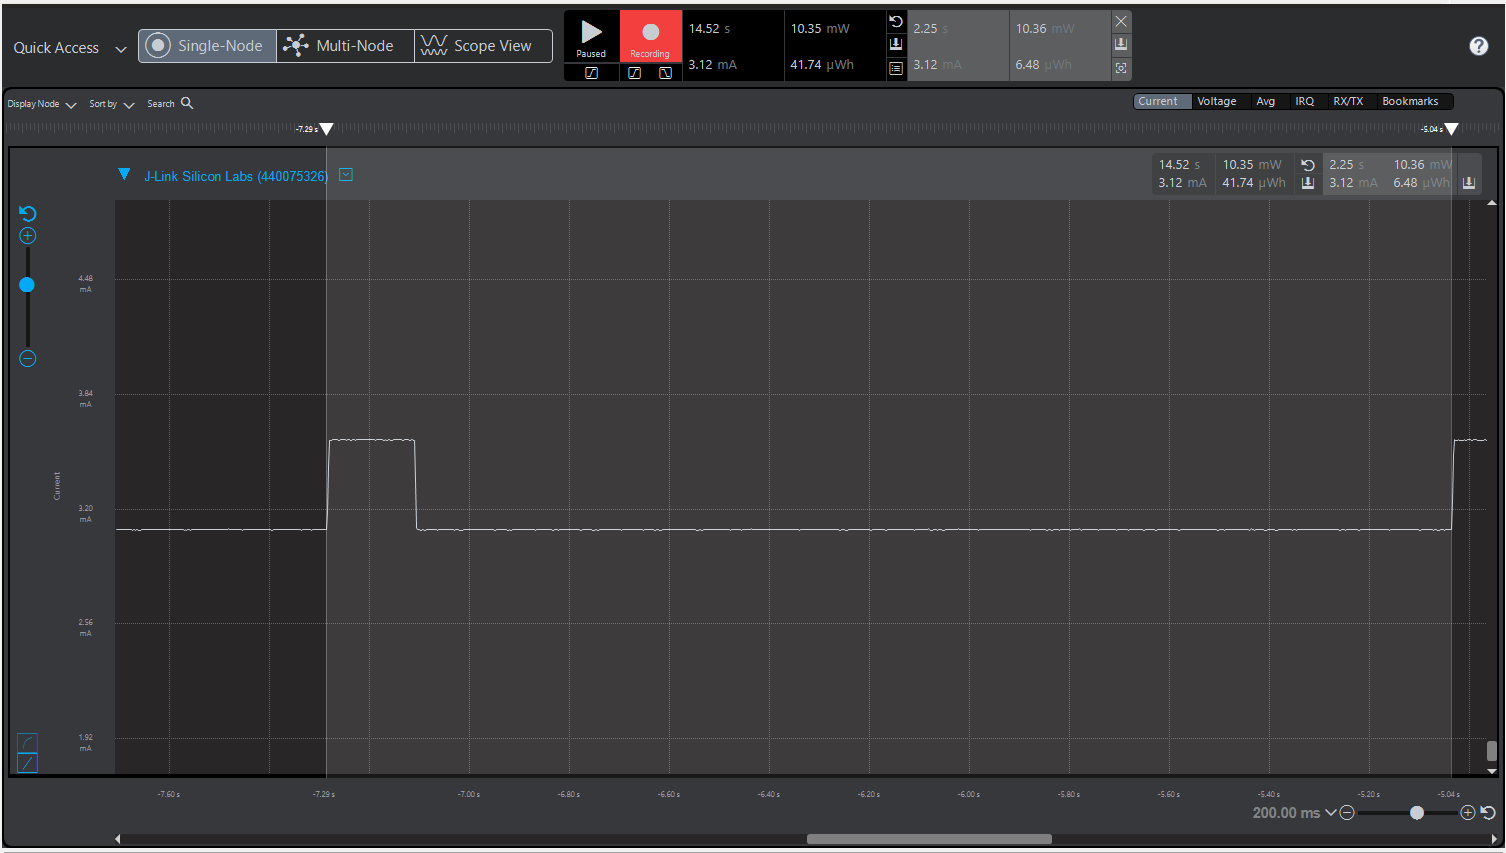 Quick Access
Single-Node
Multi-Node
Scope View
Paused
Recording
14.52 s
10.35 mW
3.12 mA
41.74 µWh
2.25 s
10.36 mW
3.12 mA
6.48 µWh
?
Display Node
Sort by
Search
Current
Voltage
Avg
IRQ
RX/TX
Bookmarks
-7.29 s
-5.04 s
J-Link Silicon Labs (440075326)
14.52 s
10.35 mW
2.25 s
10.36 mW
3.12 mA
41.74 µWh
3.12 mA
6.48 µWh
4.48
mA
3.84
mA
Current
3.20
mA
2.56
mA
1.92
mA
-7.60 s
-7.29 s
-7.00 s
-6.80 s
-6.60 s
-6.40 s
-6.20 s
-6.00 s
-5.80 s
-5.60 s
-5.40 s
-5.20 s
-5.04 s
200.00 ms